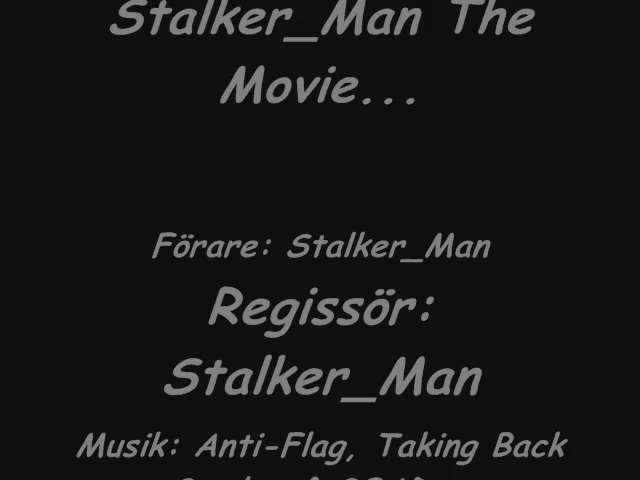 Stalker_Man The
Movie...
Förare: Stalker_Man
Regissör:
Stalker_Man
Musik: Anti-Flag, Taking Back